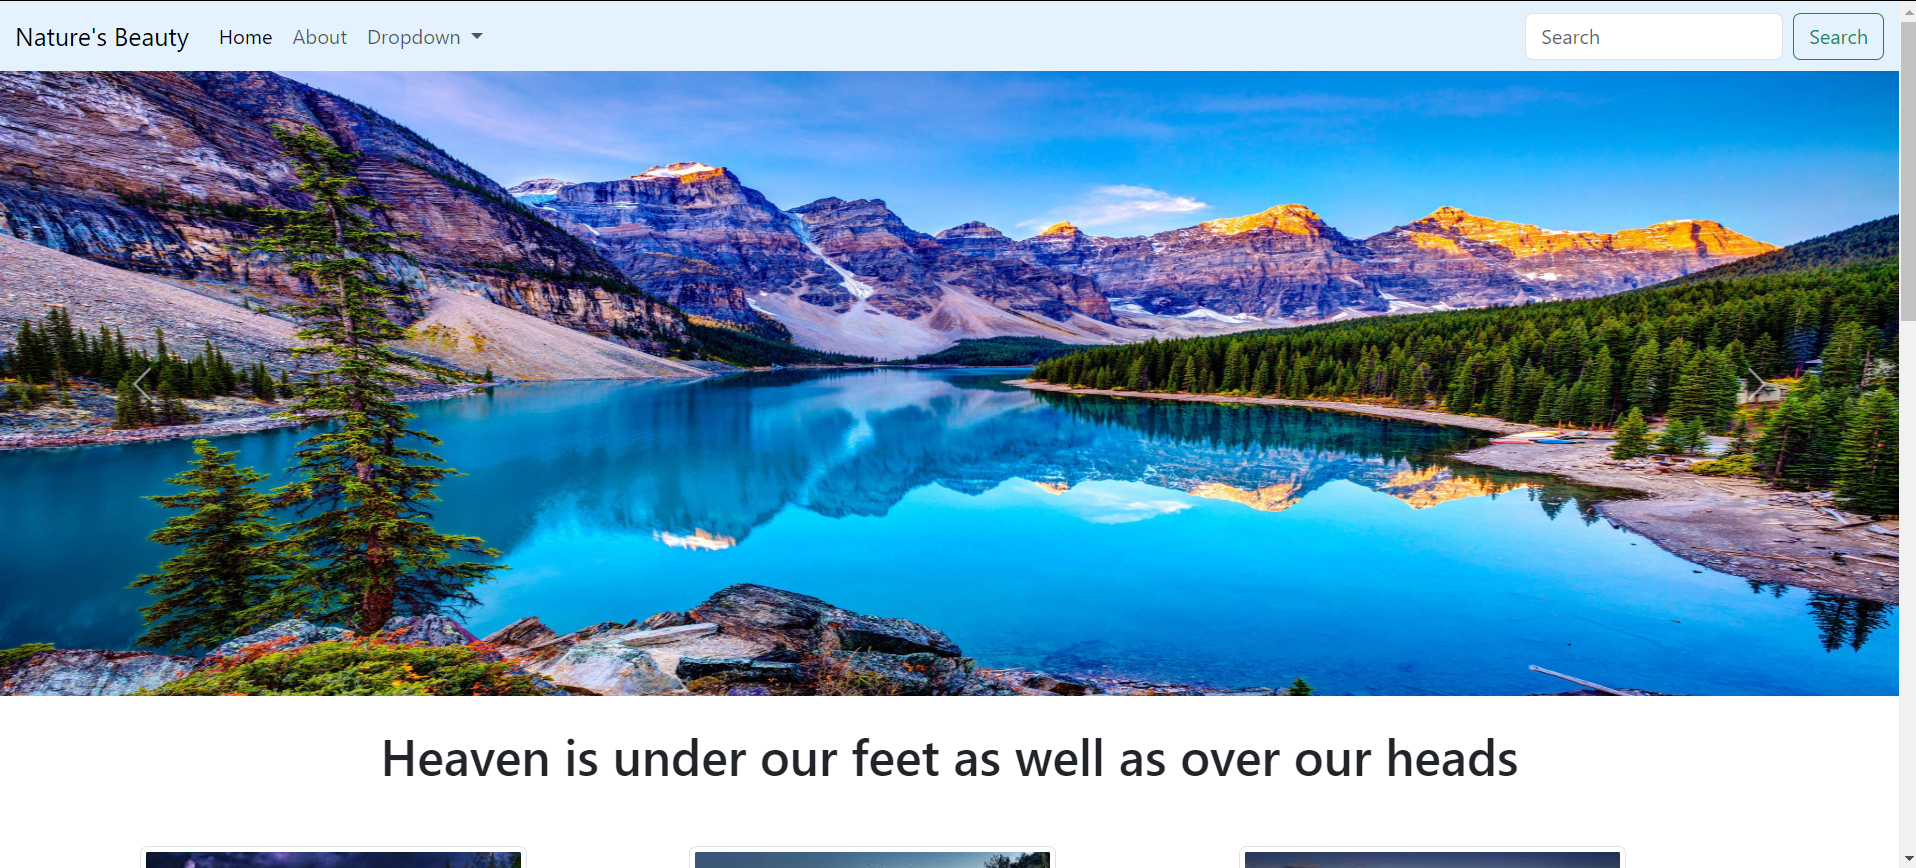 Nature's Beauty Home About Dropdown Search Search
Heaven is under our feet as well as over our heads